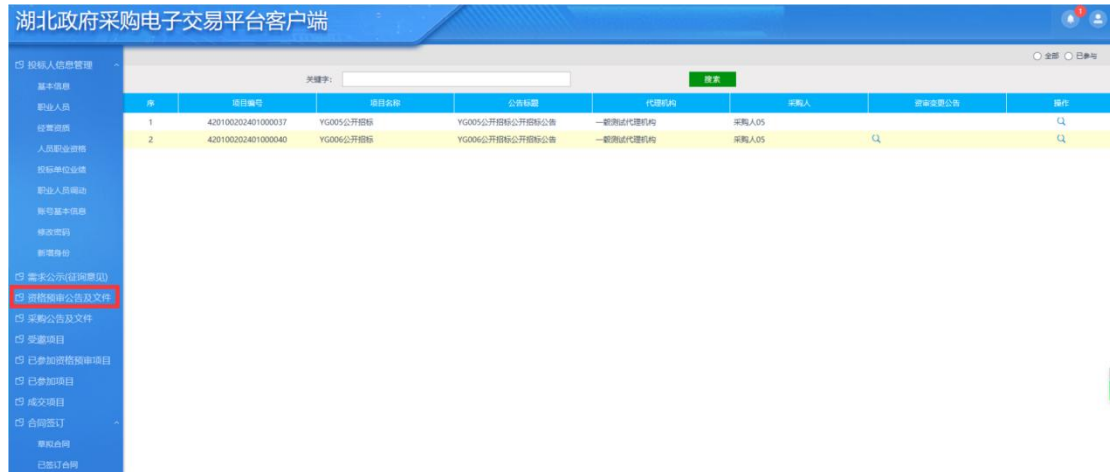 湖北政府采购电子交易平台客户端
1
投标人信息管理
基本信息
职业人员
经营资质
人员职业资格
投标单位业绩
职业人员调动
账号基本信息
修改密码
新增身份
需求公示(征询意见)
资格预审公告及文件
采购公告及文件
受邀项目
已参加资格预审项目
已参加项目
成交项目
合同签订
草拟合同
已签订合同
全部 已参与
关键字: 搜索
序 项目编号 项目名称 公告标题 代理机构 采购人 资审变更公告 操作
1 420100202401000037 YG005公开招标 YG005公开招标公开招标公告 一数测试代理机构 采购人05
2 420100202401000040 YG006公开招标 YG006公开招标公开招标公告 一数测试代理机构 采购人05